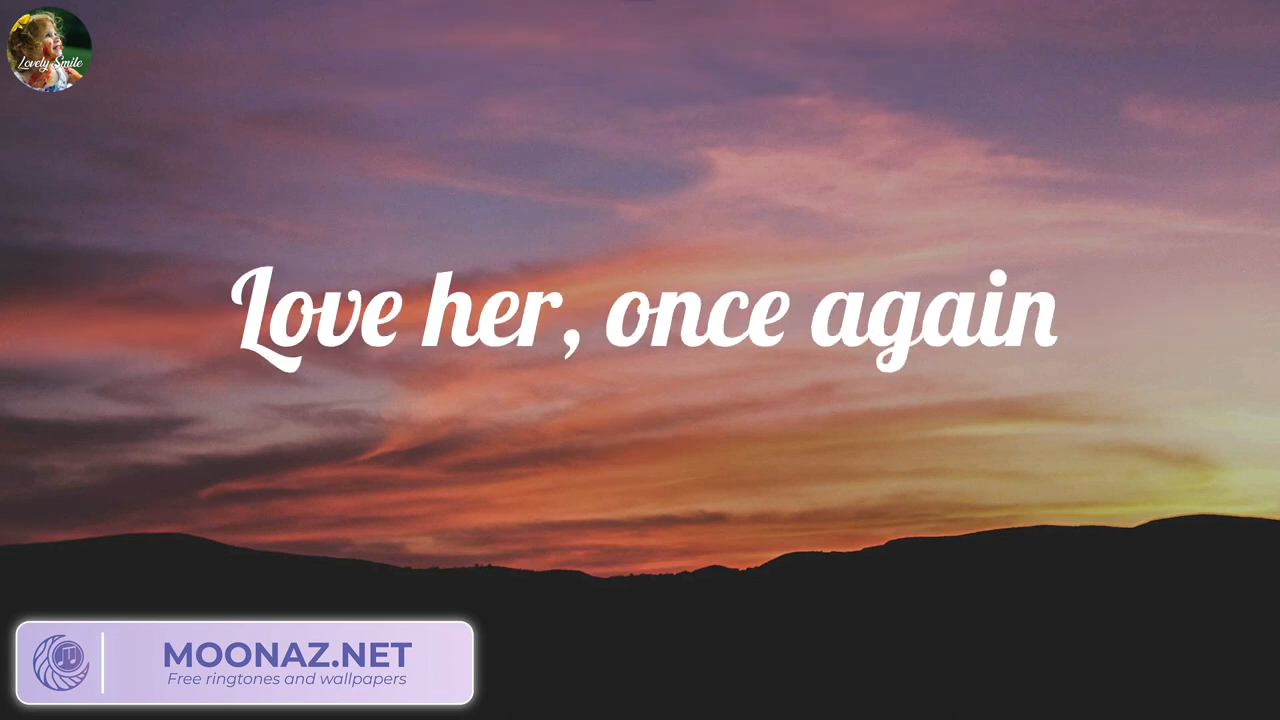 Lovely Smile
Love her, once again
MOONAZ.NET
Free ringtones and wallpapers